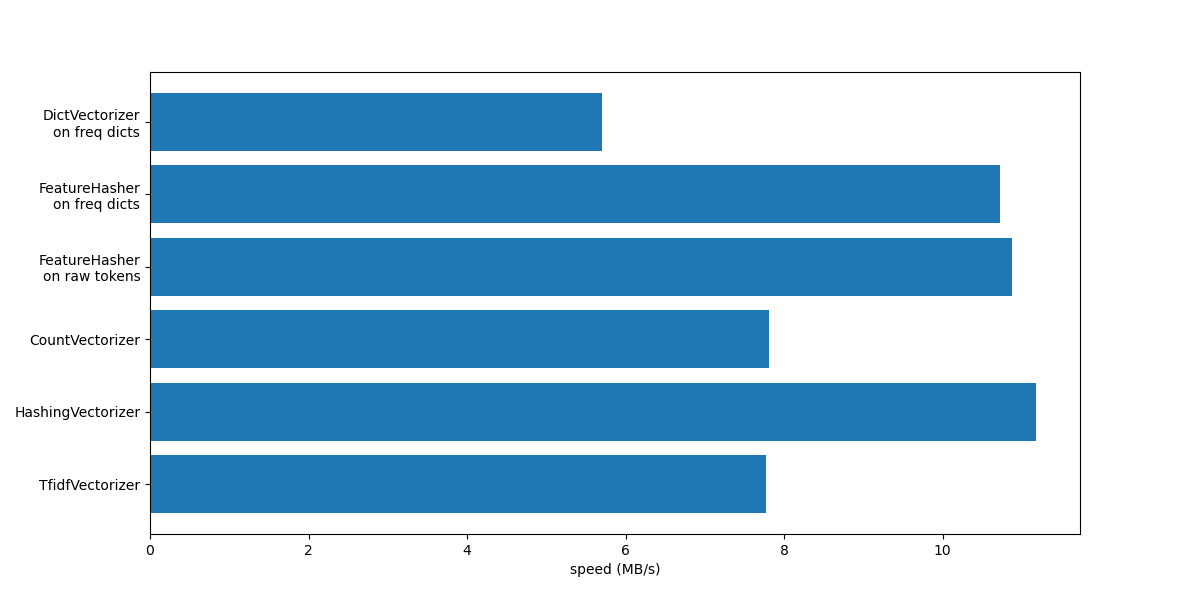 DictVectorizer
on freq dicts
FeatureHasher
on freq dicts
FeatureHasher
on raw tokens
CountVectorizer
HashingVectorizer
TfidfVectorizer
0 2 4 6 8 10
speed (MB/s)